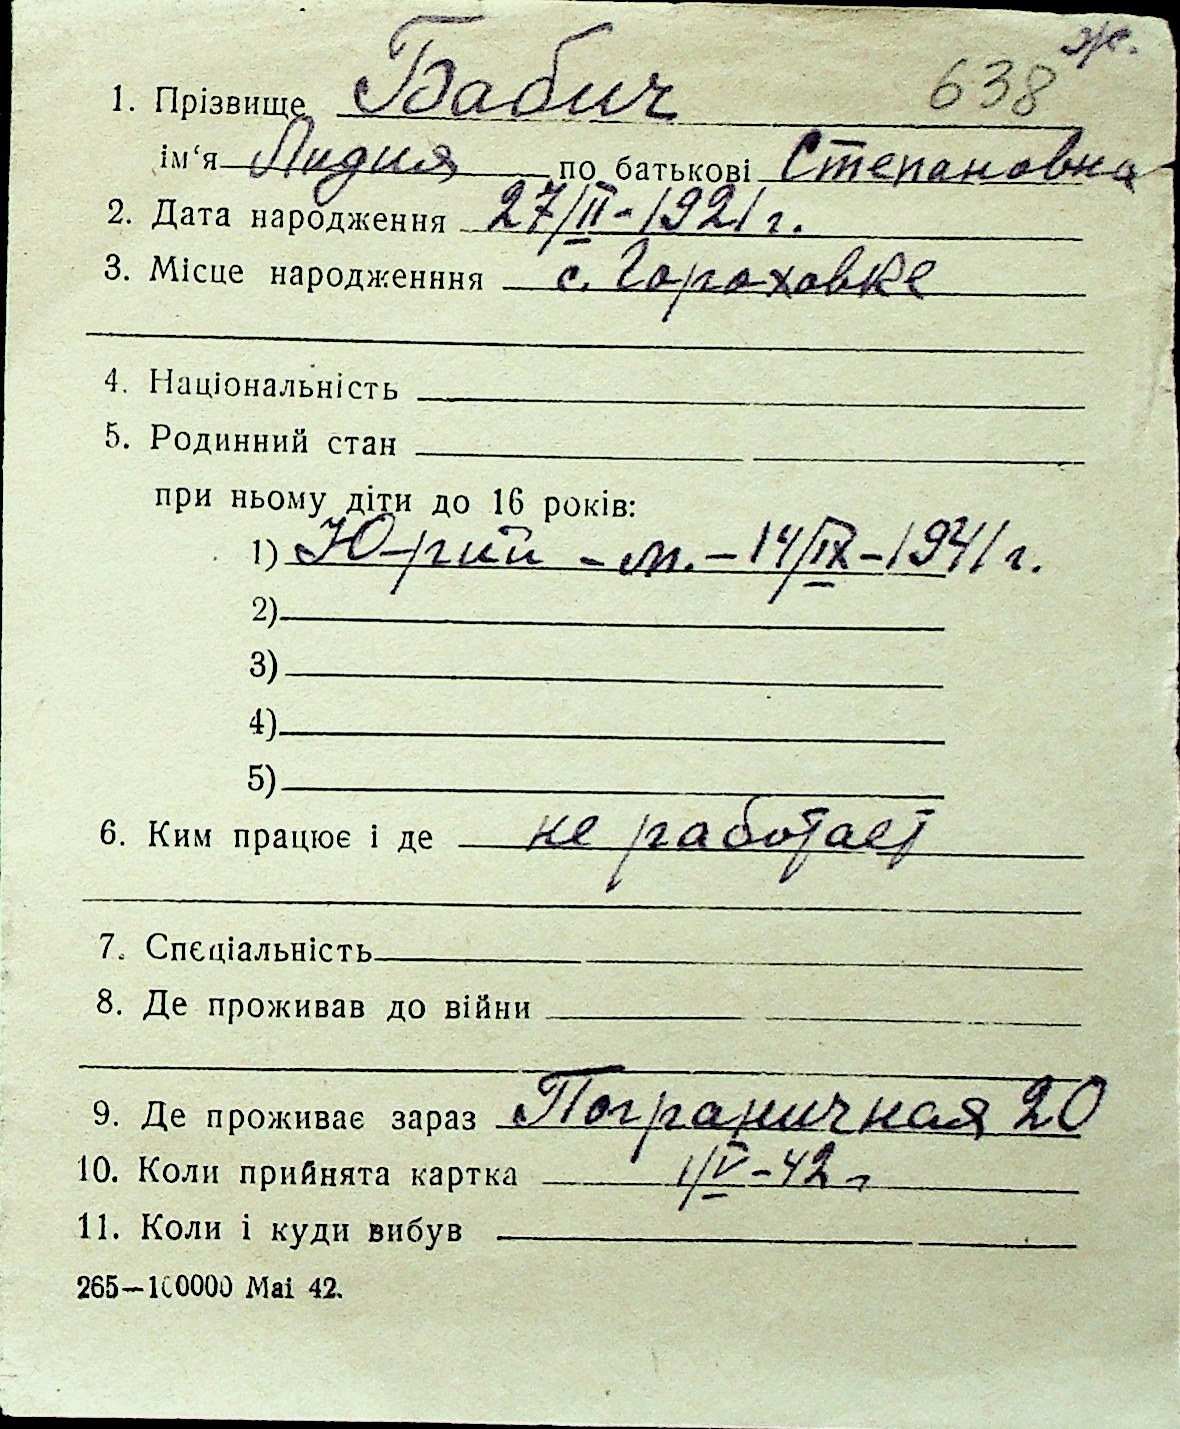 ж.
638
1. Прізвище Бабич
ім‘я Лидия по батькові Степановна
2. Дата народження 27/II-1921 г.
3. Місце народженння с. Гороховке
4. Національність
5. Родинний стан
при ньому діти до 16 років:
1) Юрий - м. - 14/IX-1941 г.
2)
3)
4)
5)
6. Ким працює і де не работает
7. Спєціальність
8. Де проживав до війни
9. Де проживає зараз Пограничная 20
10. Коли прийнята картка 1/V-42 г
11. Коли і куди вибув
265—100000 Mai 42.